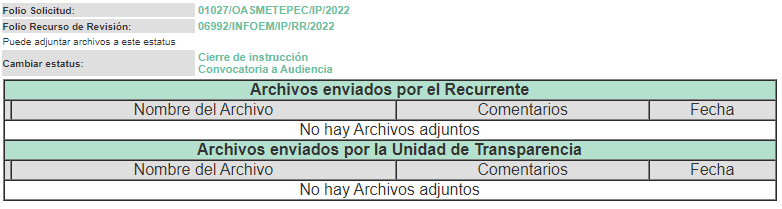 Folio Solicitud: 01027/OASMETEPEC/IP/2022
Folio Recurso de Revisión: 06992/INFOEM/IP/RR/2022
Puede adjuntar archivos a este estatus
Cambiar estatus: Cierre de instrucción
Convocatoria a Audiencia
Archivos enviados por el Recurrente
Nombre del Archivo Comentarios Fecha
No hay Archivos adjuntos
Archivos enviados por la Unidad de Transparencia
Nombre del Archivo Comentarios Fecha
No hay Archivos adjuntos